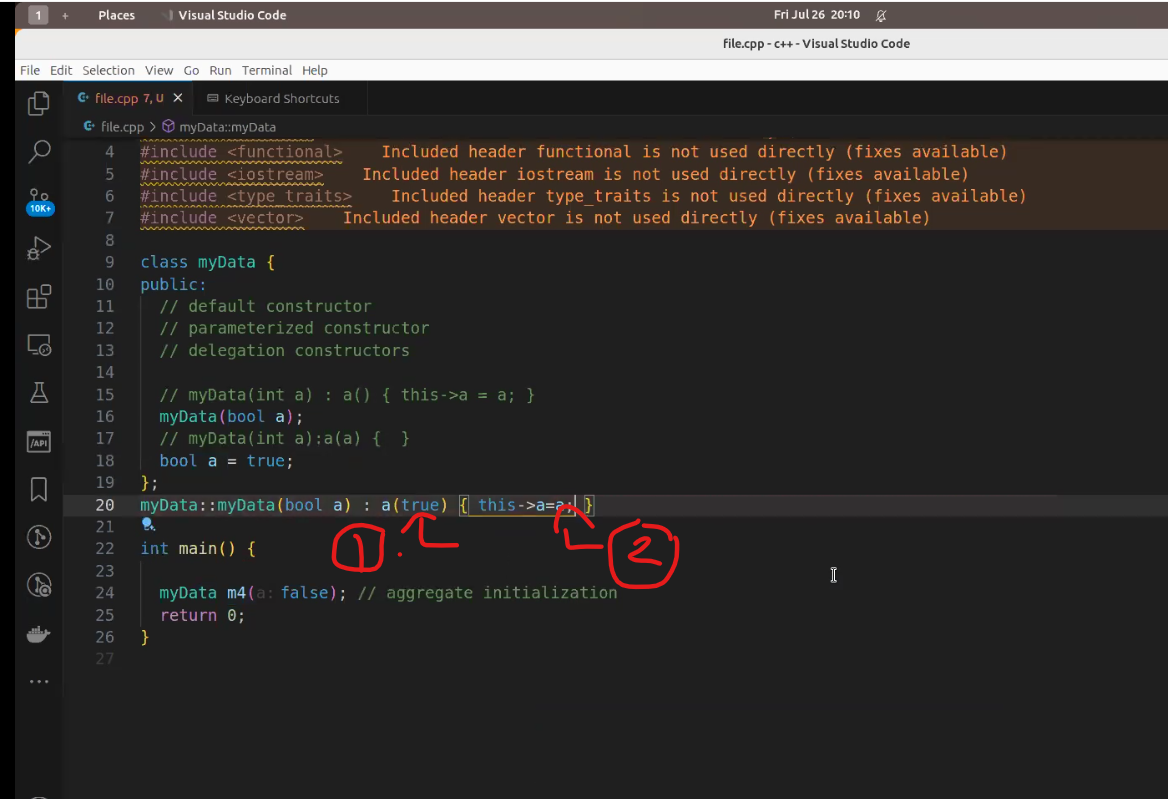 1 + Places Visual Studio Code Fri Jul 26 20:10
file.cpp - c++ - Visual Studio Code
File Edit Selection View Go Run Terminal Help
file.cpp 7, U Keyboard Shortcuts
file.cpp > myData::myData
4 #include <functional> Included header functional is not used directly (fixes available)
5 #include <iostream> Included header iostream is not used directly (fixes available)
6 #include <type_traits> Included header type_traits is not used directly (fixes available)
7 #include <vector> Included header vector is not used directly (fixes available)
8
9 class myData {
10 public:
11 // default constructor
12 // parameterized constructor
13 // delegation constructors
14
15 // myData(int a) : a() { this->a = a; }
16 myData(bool a);
17 // myData(int a):a(a) { }
18 bool a = true;
19 };
20 myData::myData(bool a) : a(true) { this->a=a; }
21
1. 2
22 int main() {
23
24 myData m4(a: false); // aggregate initialization
25 return 0;
26 }
27
10K+
/API